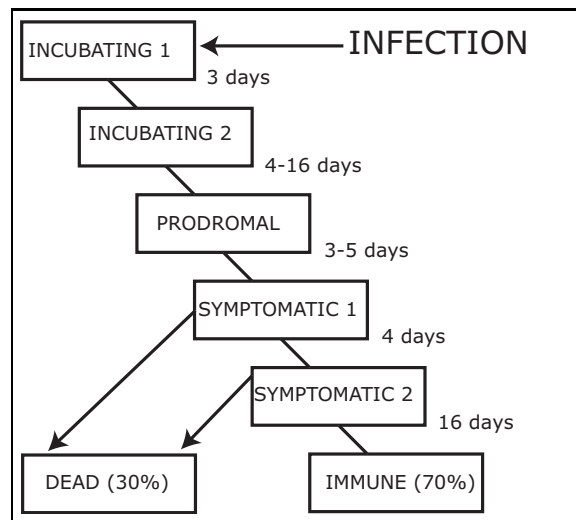 INCUBATING 1
INFECTION
3 days
INCUBATING 2
4-16 days
PRODROMAL
3-5 days
SYMPTOMATIC 1
4 days
SYMPTOMATIC 2
16 days
DEAD (30%)
IMMUNE (70%)